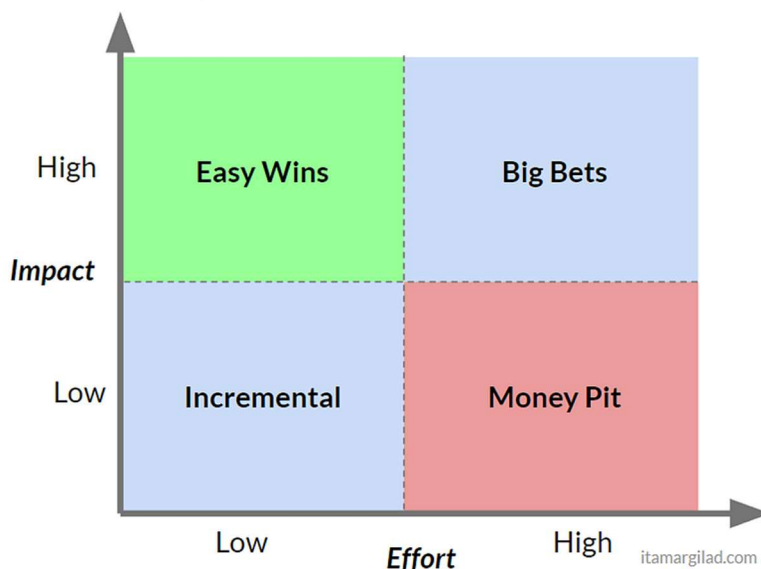 High
Easy Wins
Big Bets
Impact
Low
Incremental
Money Pit
Low
High
Effort
itamargilad.com